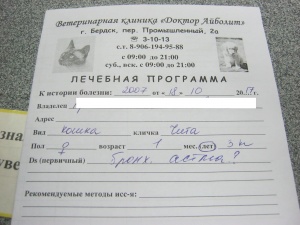 Ветеринарная клиника «Доктор Айболит»
г. Бердск, пер. Промышленный, 2а
3-10-13
с.т. 8-906-194-95-88
с 09:00 до 21:00
суб., вск. с 09:00 до 21:00
ЛЕЧЕБНАЯ ПРОГРАММА
К истории болезни: 2007 от «18» 10 20
Владелец
Адрес
Вид кошка кличка Чита
Пол ♀ возраст 1 мес. (лет)
Ds (первичный) бронх. астма?
Рекомендуемые методы исс-я: